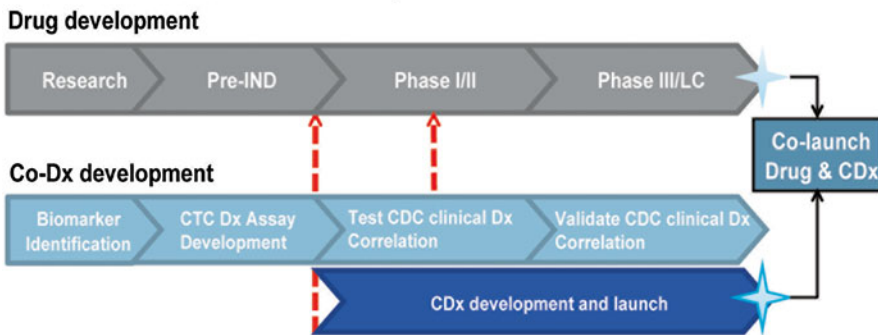 Drug development
Research
Pre-IND
Phase I/II
Phase III/LC
Co-launch
Drug & CDx
Co-Dx development
Biomarker
Identification
CTC Dx Assay
Development
Test CDC clinical Dx
Correlation
Validate CDC clinical Dx
Correlation
CDx development and launch